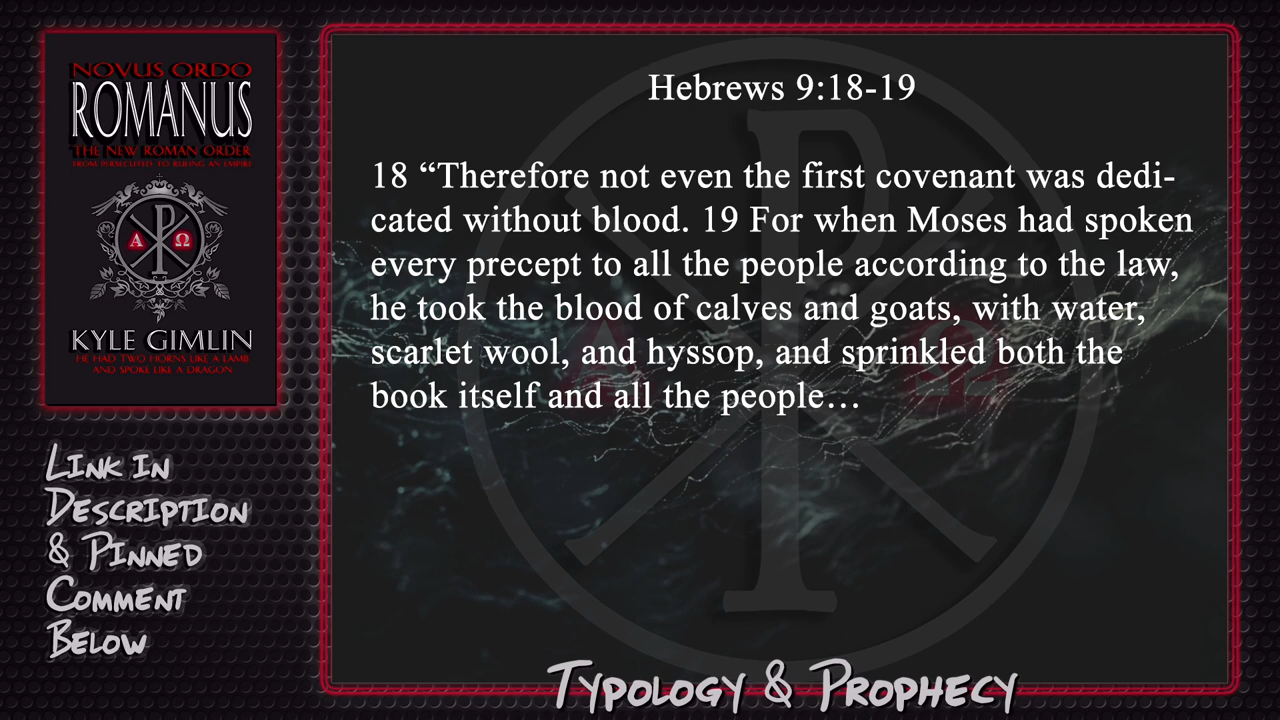 NOVUS ORDO
ROMANUS
THE NEW ROMAN ORDER
FROM PERSECUTED TO RULING AN EMPIRE
A Ω
KYLE GIMLIN
HE HAD TWO HORNS LIKE A LAMB
AND SPOKE LIKE A DRAGON
LINK IN
DESCRIPTION
& PINNED
COMMENT
BELOW
Hebrews 9:18-19
18 “Therefore not even the first covenant was dedi-
cated without blood. 19 For when Moses had spoken
every precept to all the people according to the law,
he took the blood of calves and goats, with water,
scarlet wool, and hyssop, and sprinkled both the
book itself and all the people…
TYPOLOGY & PROPHECY